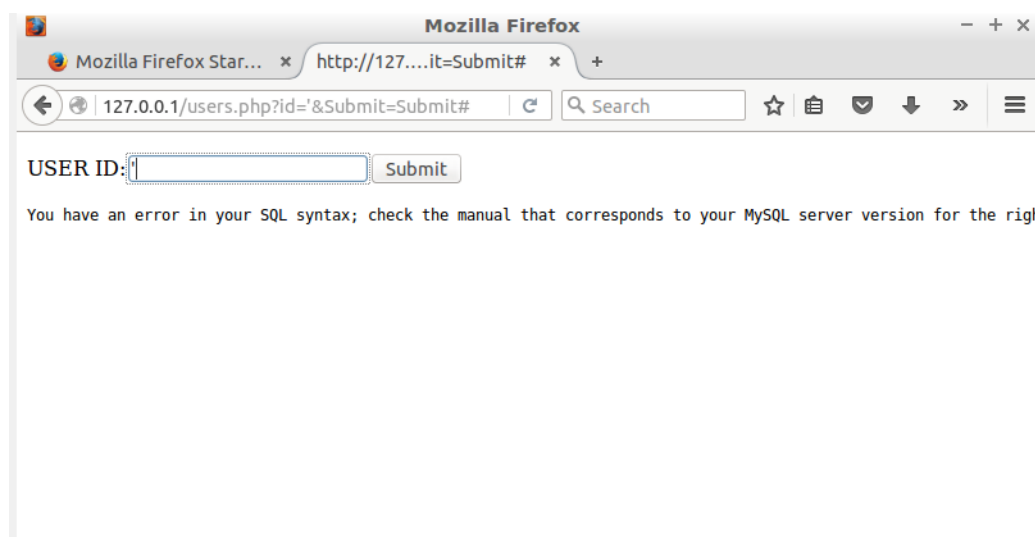 Mozilla Firefox
Mozilla Firefox Star... × http://127....it=Submit# × +
127.0.0.1/users.php?id='&Submit=Submit# Search
USER ID:' Submit
You have an error in your SQL syntax; check the manual that corresponds to your MySQL server version for the righ